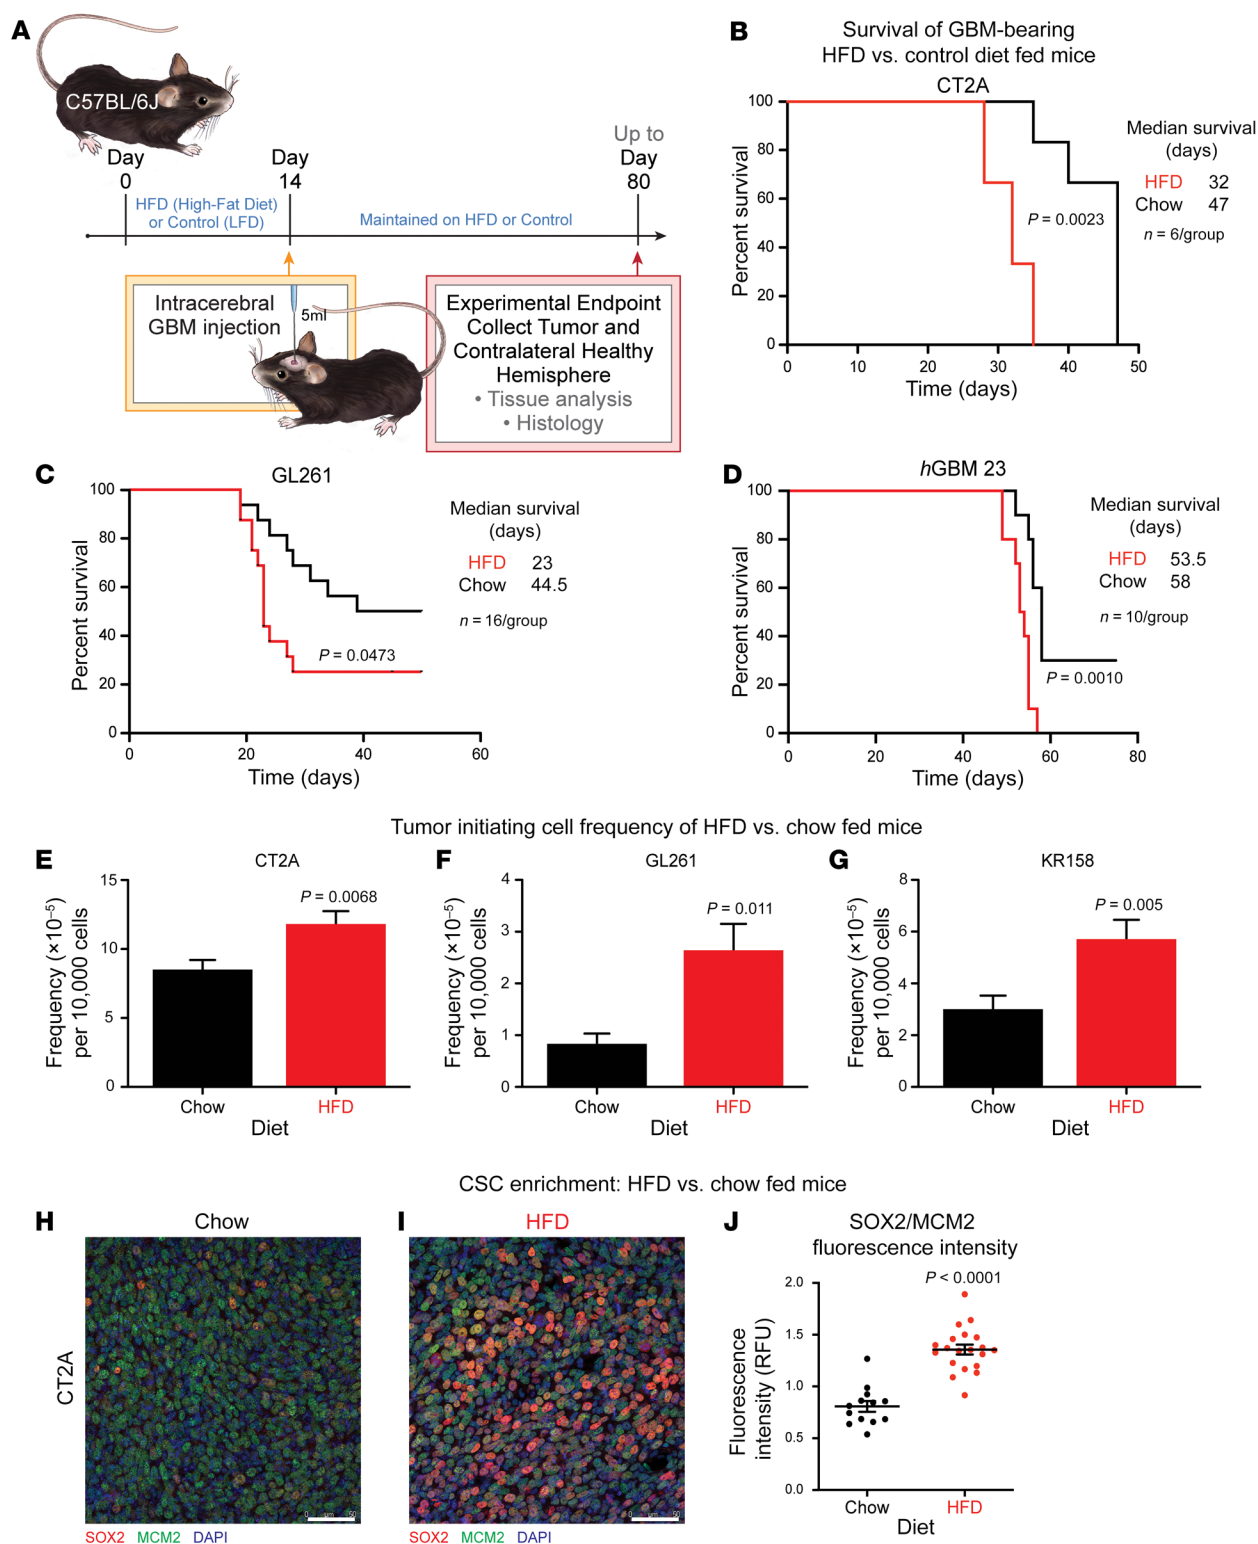 A
C57BL/6J
Up to
Day
Day
Day
0
14
80
HFD (High-Fat Diet)
or Control (LFD)
Maintained on HFD or Control
Intracerebral
GBM injection
5ml
Experimental Endpoint
Collect Tumor and
Contralateral Healthy
Hemisphere
• Tissue analysis
• Histology
B
Survival of GBM-bearing
HFD vs. control diet fed mice
CT2A
Percent survival
100
80
60
40
20
0
P = 0.0023
0 10 20 30 40 50
Time (days)
Median survival
(days)
HFD 32
Chow 47
n = 6/group
C
GL261
Percent survival
100
80
60
40
20
0
P = 0.0473
0 20 40 60
Time (days)
Median survival
(days)
HFD 23
Chow 44.5
n = 16/group
D
hGBM 23
Percent survival
100
80
60
40
20
0
P = 0.0010
0 20 40 60 80
Time (days)
Median survival
(days)
HFD 53.5
Chow 58
n = 10/group
Tumor initiating cell frequency of HFD vs. chow fed mice
E
CT2A
Frequency (×10⁻⁵)
per 10,000 cells
15
10
5
0
P = 0.0068
Chow HFD
Diet
F
GL261
Frequency (×10⁻⁵)
per 10,000 cells
4
3
2
1
0
P = 0.011
Chow HFD
Diet
G
KR158
Frequency (×10⁻⁵)
per 10,000 cells
8
6
4
2
0
P = 0.005
Chow HFD
Diet
CSC enrichment: HFD vs. chow fed mice
H
Chow
CT2A
0 µm 50
SOX2 MCM2 DAPI
I
HFD
0 µm 50
SOX2 MCM2 DAPI
J
SOX2/MCM2
fluorescence intensity
P < 0.0001
Fluorescence
intensity (RFU)
2.0
1.5
1.0
0.5
0.0
Chow HFD
Diet